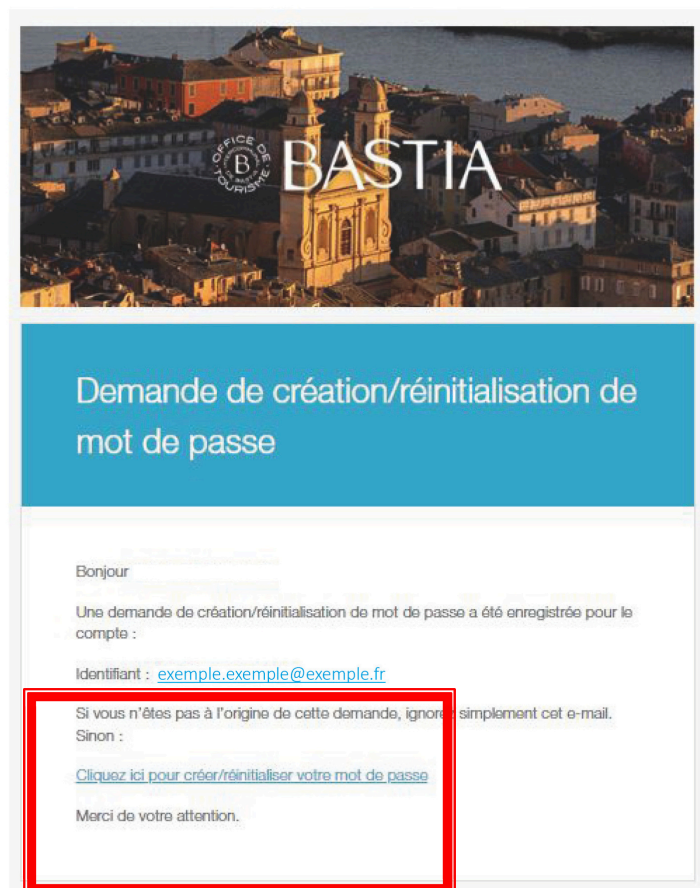 OFFICE DE TOURISME
B
BASTIA
Demande de création/réinitialisation de
mot de passe
Bonjour
Une demande de création/réinitialisation de mot de passe a été enregistrée pour le
compte :
Identifiant : exemple.exemple@exemple.fr
Si vous n'êtes pas à l'origine de cette demande, ignorez simplement cet e-mail.
Sinon :
Cliquez ici pour créer/réinitialiser votre mot de passe
Merci de votre attention.